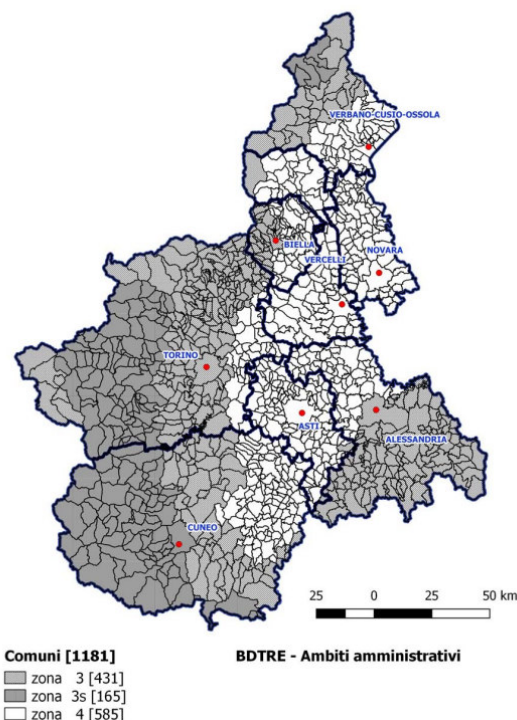 VERBANO-CUSIO-OSSOLA
BIELLA
NOVARA
VERCELLI
TORINO
ASTI
ALESSANDRIA
CUNEO
25 0 25 50 km
Comuni [1181] BDTRE - Ambiti amministrativi
zona 3 [431]
zona 3s [165]
zona 4 [585]